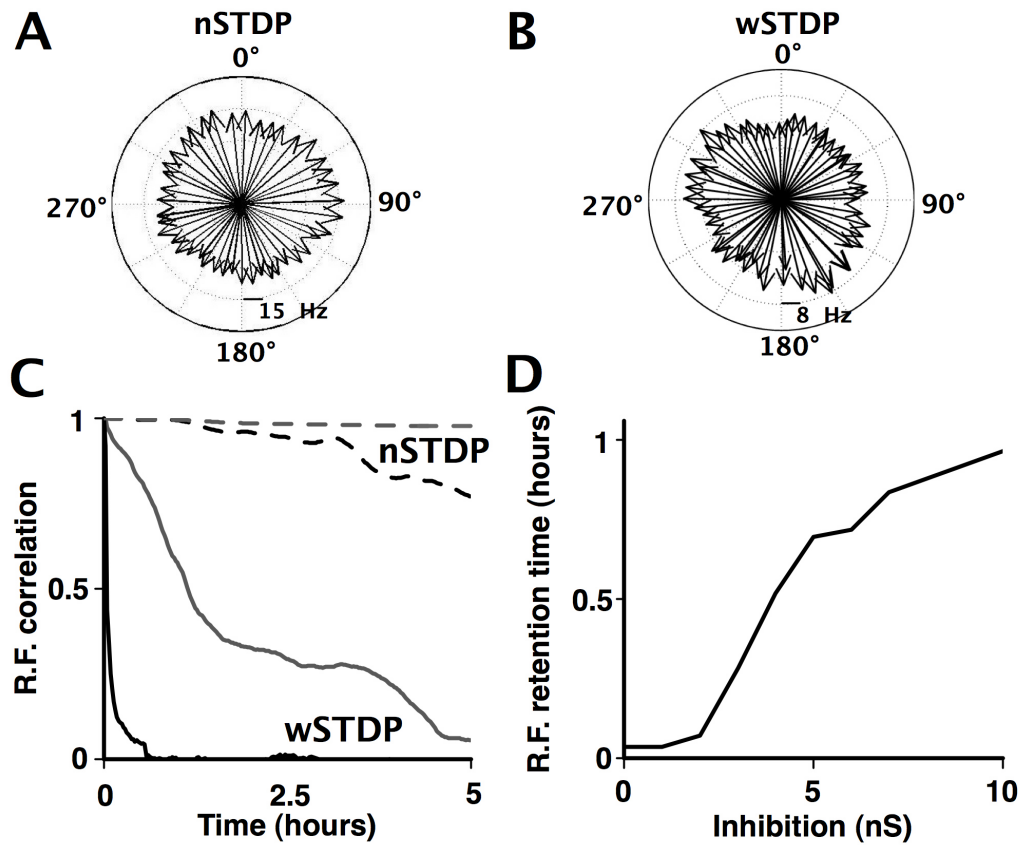 A
nSTDP
0°
270°
90°
15 Hz
180°
B
wSTDP
0°
270°
90°
8 Hz
180°
C
R.F. correlation
1
0.5
0
nSTDP
wSTDP
0
2.5
5
Time (hours)
D
R.F. retention time (hours)
1
0.5
0
0
5
10
Inhibition (nS)